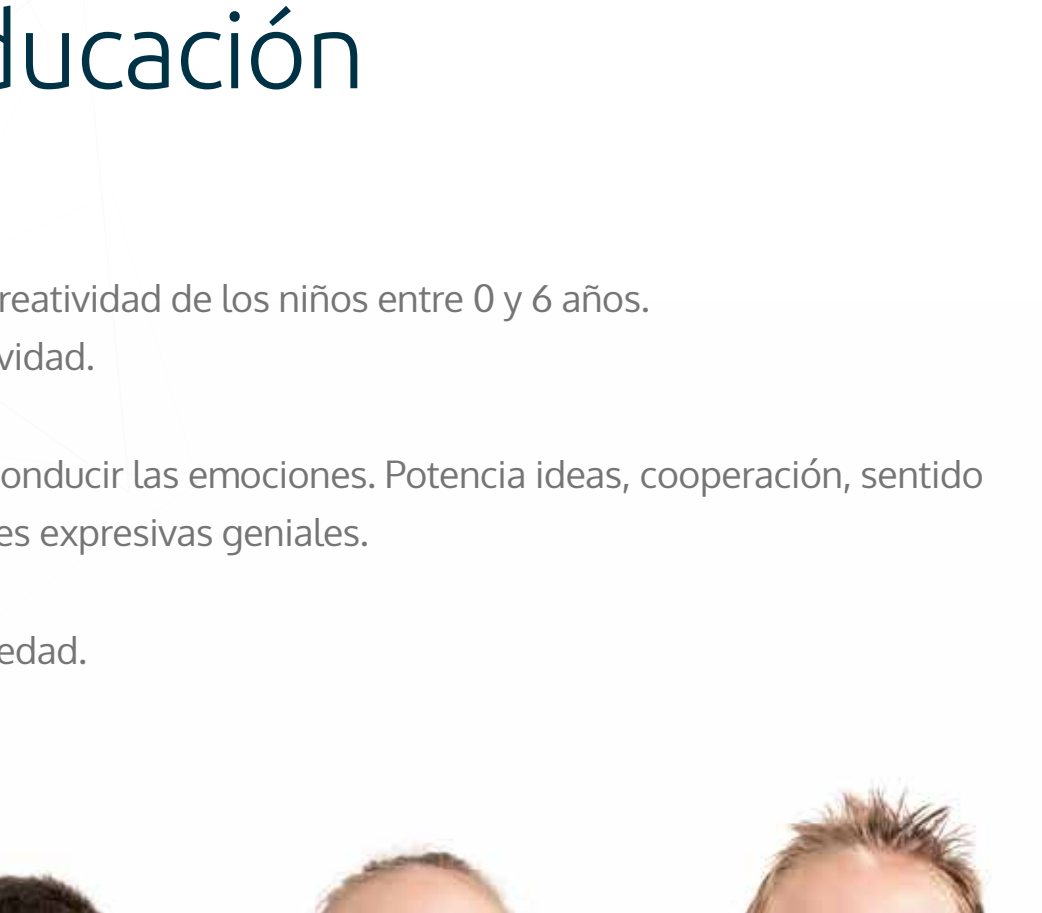 ducación
reatividad de los niños entre 0 y 6 años.
vidad.
onducir las emociones. Potencia ideas, cooperación, sentido
es expresivas geniales.
edad.